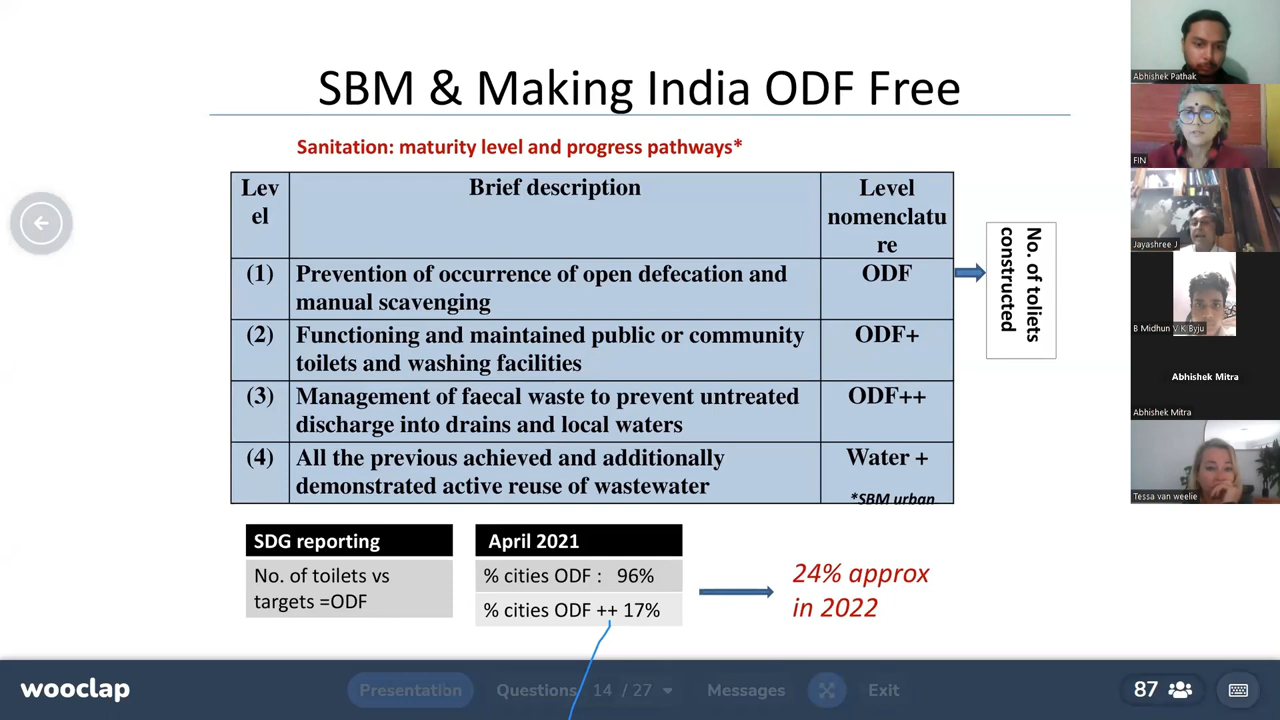 SBM & Making India ODF Free
Sanitation: maturity level and progress pathways*
Lev
el
Brief description
Level
nomenclatu
re
(1)
Prevention of occurrence of open defecation and
manual scavenging
ODF
(2)
Functioning and maintained public or community
toilets and washing facilities
ODF+
(3)
Management of faecal waste to prevent untreated
discharge into drains and local waters
ODF++
(4)
All the previous achieved and additionally
demonstrated active reuse of wastewater
Water +
*SBM urban
No. of toliets
constructed
SDG reporting
No. of toilets vs
targets =ODF
April 2021
% cities ODF : 96%
% cities ODF ++ 17%
24% approx
in 2022
Abhishek Pathak
FIN
Jayashree J
B Midhun V K Byju
Abhishek Mitra
Abhishek Mitra
Tessa van weelie
wooclap
Presentation
Questions
14 / 27
Messages
Exit
87